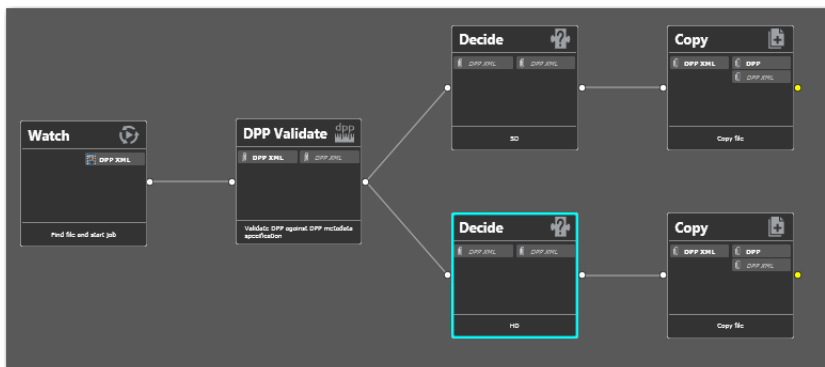 Decide
DPP XML DPP XML
SD
Copy
DPP XML DPP
DPP XML
Copy file
Watch
DPP XML
Find file and start job
DPP Validate dpp
DPP XML DPP XML
Validate DPP against DPP metadata
specification
Decide
DPP XML DPP XML
HD
Copy
DPP XML DPP
DPP XML
Copy file